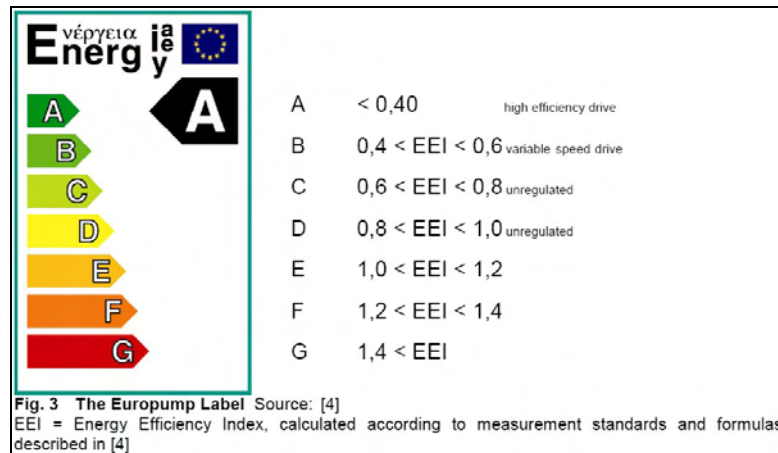 Energ νέργεια ia ey y
A
A
B
C
D
E
F
G
A < 0,40 high efficiency drive
B 0,4 < EEI < 0,6 variable speed drive
C 0,6 < EEI < 0,8 unregulated
D 0,8 < EEI < 1,0 unregulated
E 1,0 < EEI < 1,2
F 1,2 < EEI < 1,4
G 1,4 < EEI
Fig. 3 The Europump Label Source: [4]
EEI = Energy Efficiency Index, calculated according to measurement standards and formulas
described in [4]